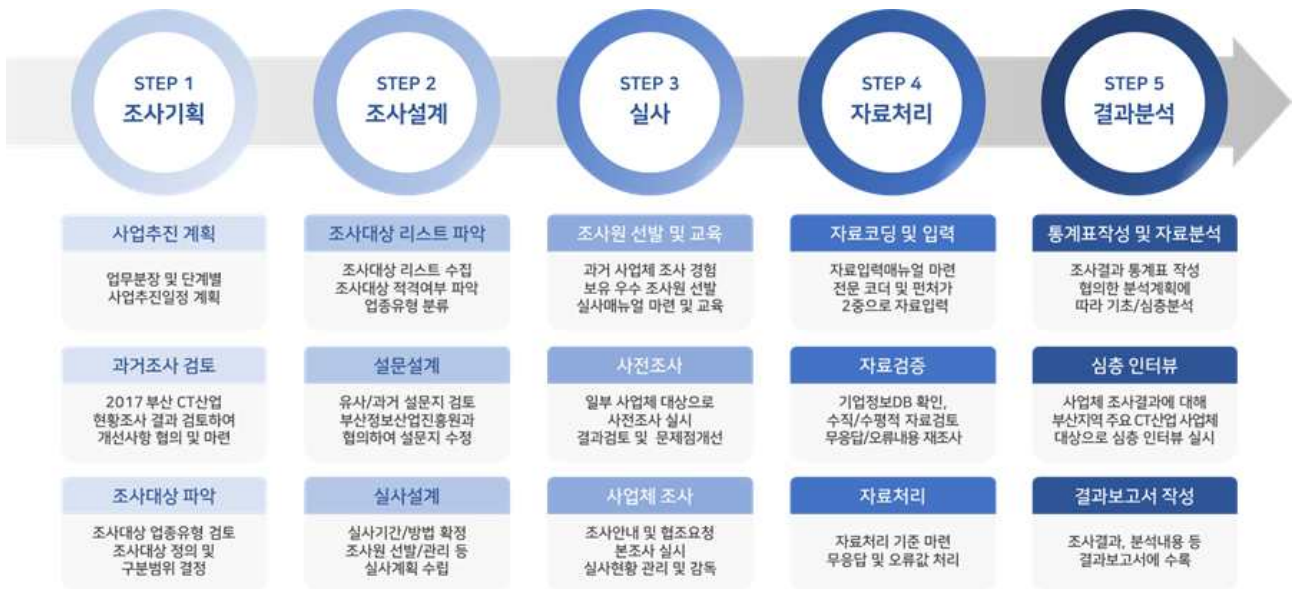 STEP 1
조사기획
STEP 2
조사설계
STEP 3
실사
STEP 4
자료처리
STEP 5
결과분석
사업추진 계획
업무분장 및 단계별
사업추진일정 계획
과거조사 검토
2017 부산 CT산업
현황조사 결과 검토하여
개선사항 협의 및 마련
조사대상 파악
조사대상 업종유형 검토
조사대상 정의 및
구분범위 결정
조사대상 리스트 파악
조사대상 리스트 수집
조사대상 적격여부 파악
업종유형 분류
설문설계
유사/과거 설문지 검토
부산정보산업진흥원과
협의하여 설문지 수정
실사설계
실사기간/방법 확정
조사원 선발/관리 등
실사계획 수립
조사원 선발 및 교육
과거 사업체 조사 경험
보유 우수 조사원 선발
실사매뉴얼 마련 및 교육
사전조사
일부 사업체 대상으로
사전조사 실시
결과검토 및 문제점개선
사업체 조사
조사안내 및 협조요청
본조사 실시
실사현황 관리 및 감독
자료코딩 및 입력
자료입력매뉴얼 마련
전문 코더 및 펀처가
2중으로 자료입력
자료검증
기업정보DB 확인,
수직/수평적 자료검토
무응답/오류내용 재조사
자료처리
자료처리 기준 마련
무응답 및 오류값 처리
통계표작성 및 자료분석
조사결과 통계표 작성
협의한 분석계획에
따라 기초/심층분석
심층 인터뷰
사업체 조사결과에 대해
부산지역 주요 CT산업 사업체
대상으로 심층 인터뷰 실시
결과보고서 작성
조사결과, 분석내용 등
결과보고서에 수록